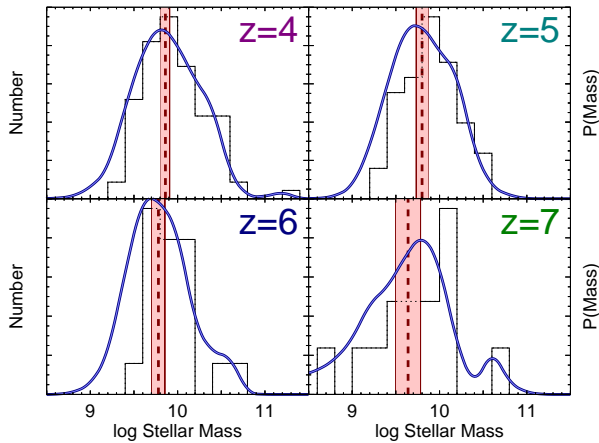 z=4
z=5
Number
P(Mass)
z=6
z=7
Number
P(Mass)
9 10 11 9 10 11
log Stellar Mass log Stellar Mass